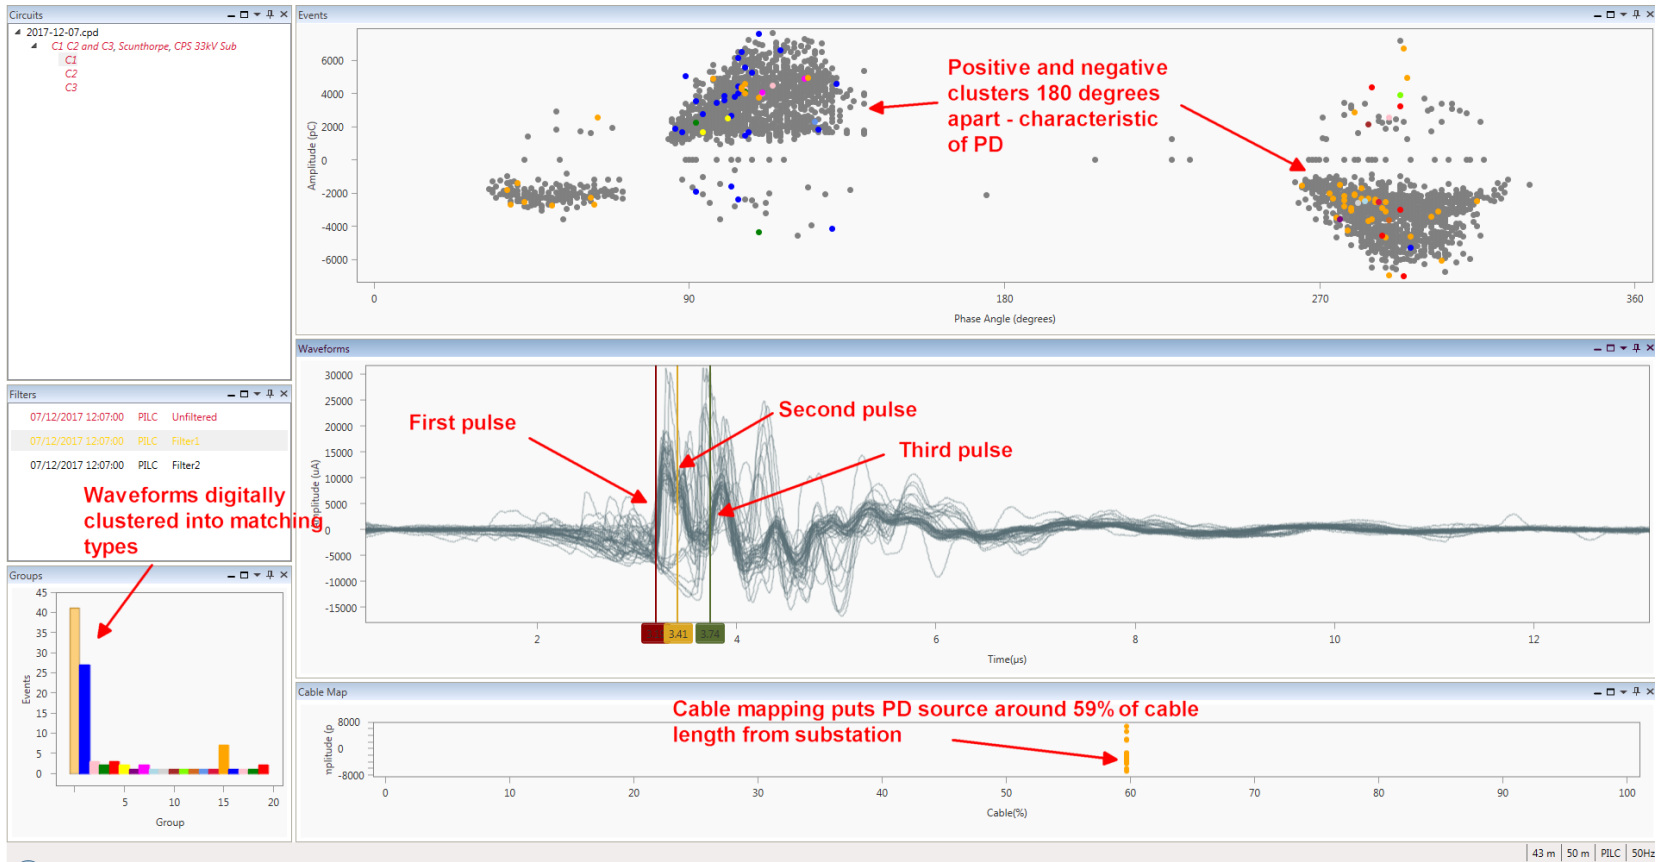 Circuits
2017-12-07.cpd
C1 C2 and C3, Scunthorpe, CPS 33kV Sub
C1
C2
C3
Filters
07/12/2017 12:07:00 PILC Unfiltered
07/12/2017 12:07:00 PILC Filter1
07/12/2017 12:07:00 PILC Filter2
Waveforms digitally
clustered into matching
types
Groups
45
40
35
30
25
20
15
10
5
0
Events
5 10 15 20
Group
Events
6000
4000
2000
0
-2000
-4000
-6000
Amplitude (pC)
0 90 180 270 360
Phase Angle (degrees)
Positive and negative
clusters 180 degrees
apart - characteristic
of PD
Waveforms
30000
25000
20000
15000
10000
5000
0
-5000
-10000
-15000
mplitude (uA)
First pulse
Second pulse
Third pulse
3.41 3.74
2 4 6 8 10 12
Time(µs)
Cable Map
Cable mapping puts PD source around 59% of cable
length from substation
8000
0
-8000
mplitude (p
0 10 20 30 40 50 60 70 80 90 100
Cable(%)
43 m 50 m PILC 50Hz